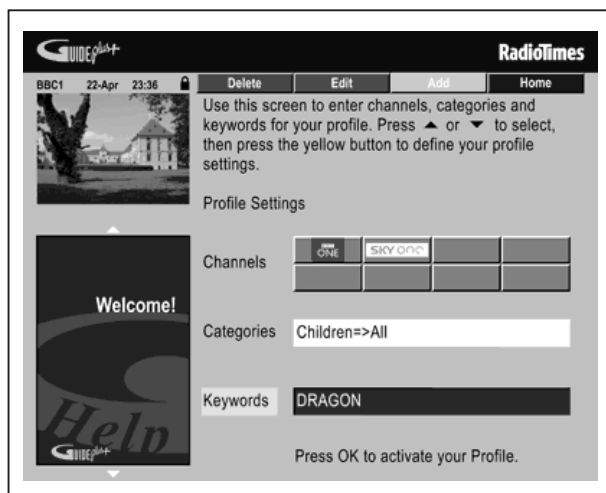 GUIDEplus+
RadioTimes
BBC1 22-Apr 23:36
Delete Edit Add Home
Use this screen to enter channels, categories and
keywords for your profile. Press ▲ or ▼ to select,
then press the yellow button to define your profile
settings.
Profile Settings
Channels
BBC ONE
SKY one
Welcome!
Categories
Children=>All
Keywords
DRAGON
Help
GUIDEplus+
Press OK to activate your Profile.